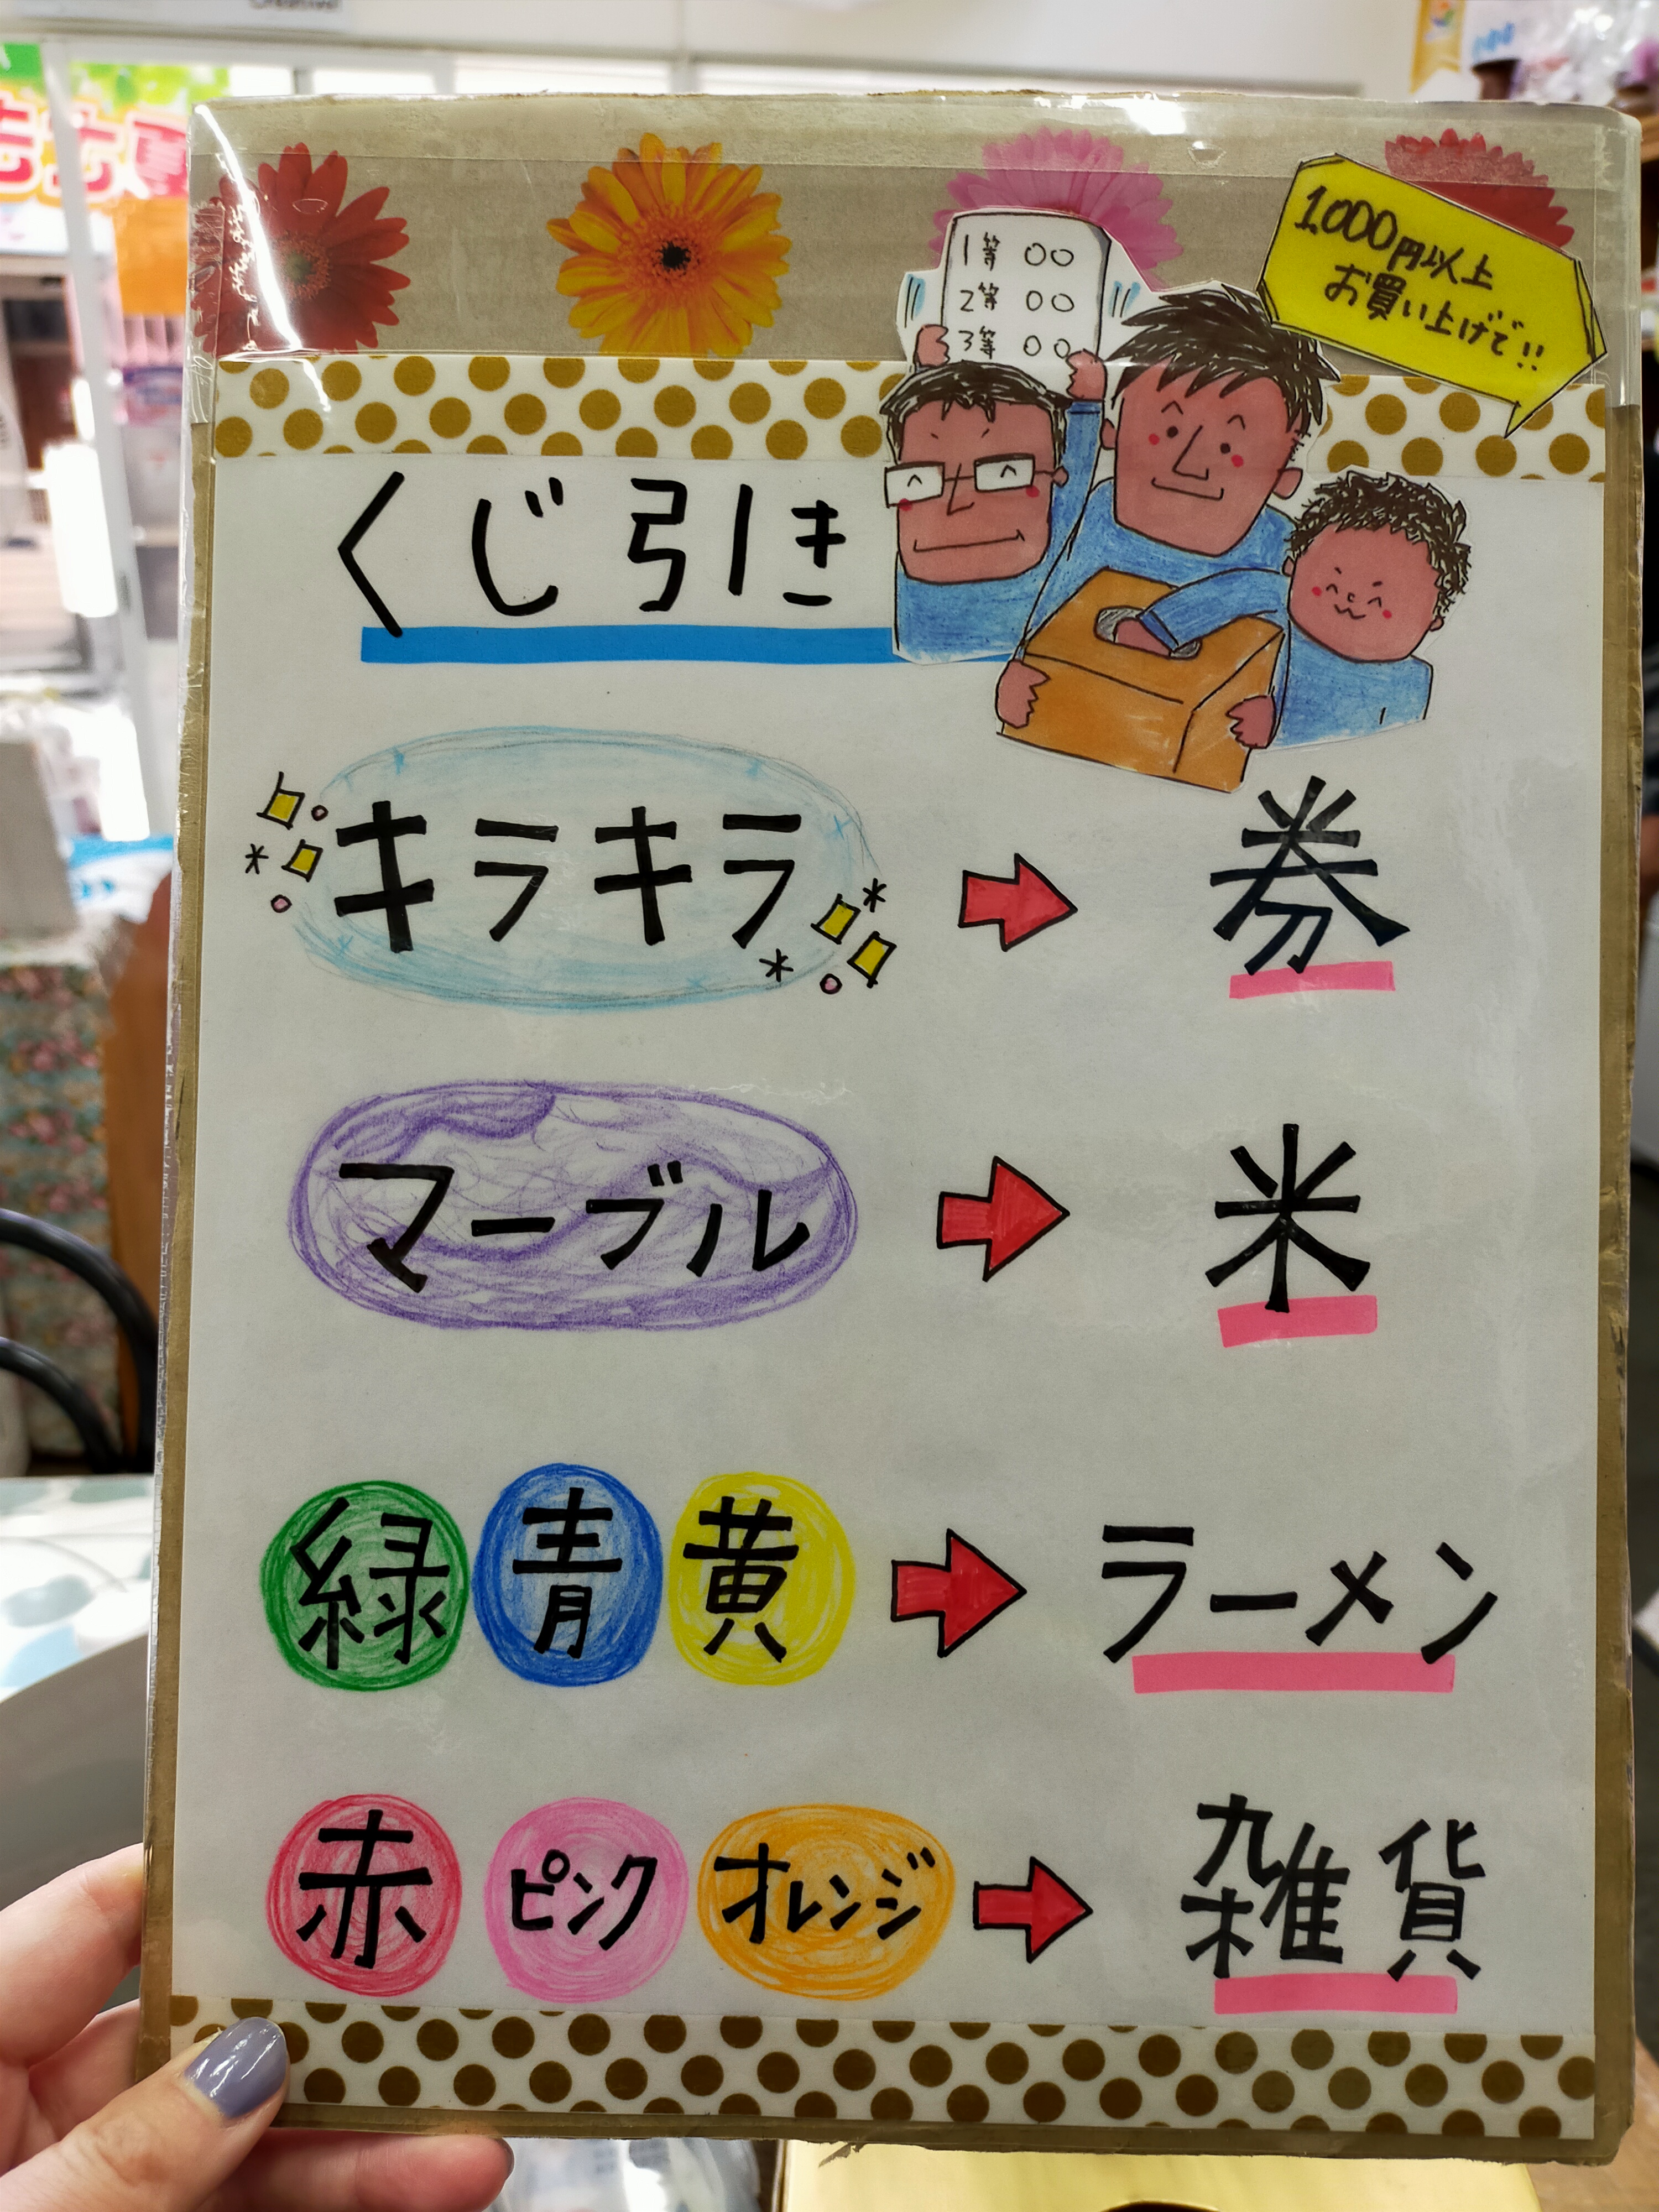 1,000円以上
お買い上げで!!
1等 〇〇
2等 〇〇
3等 〇〇
くじ引き
キラキラ 券
マーブル 米
緑 青 黄 ラーメン
赤 ピンク オレンジ 雑貨